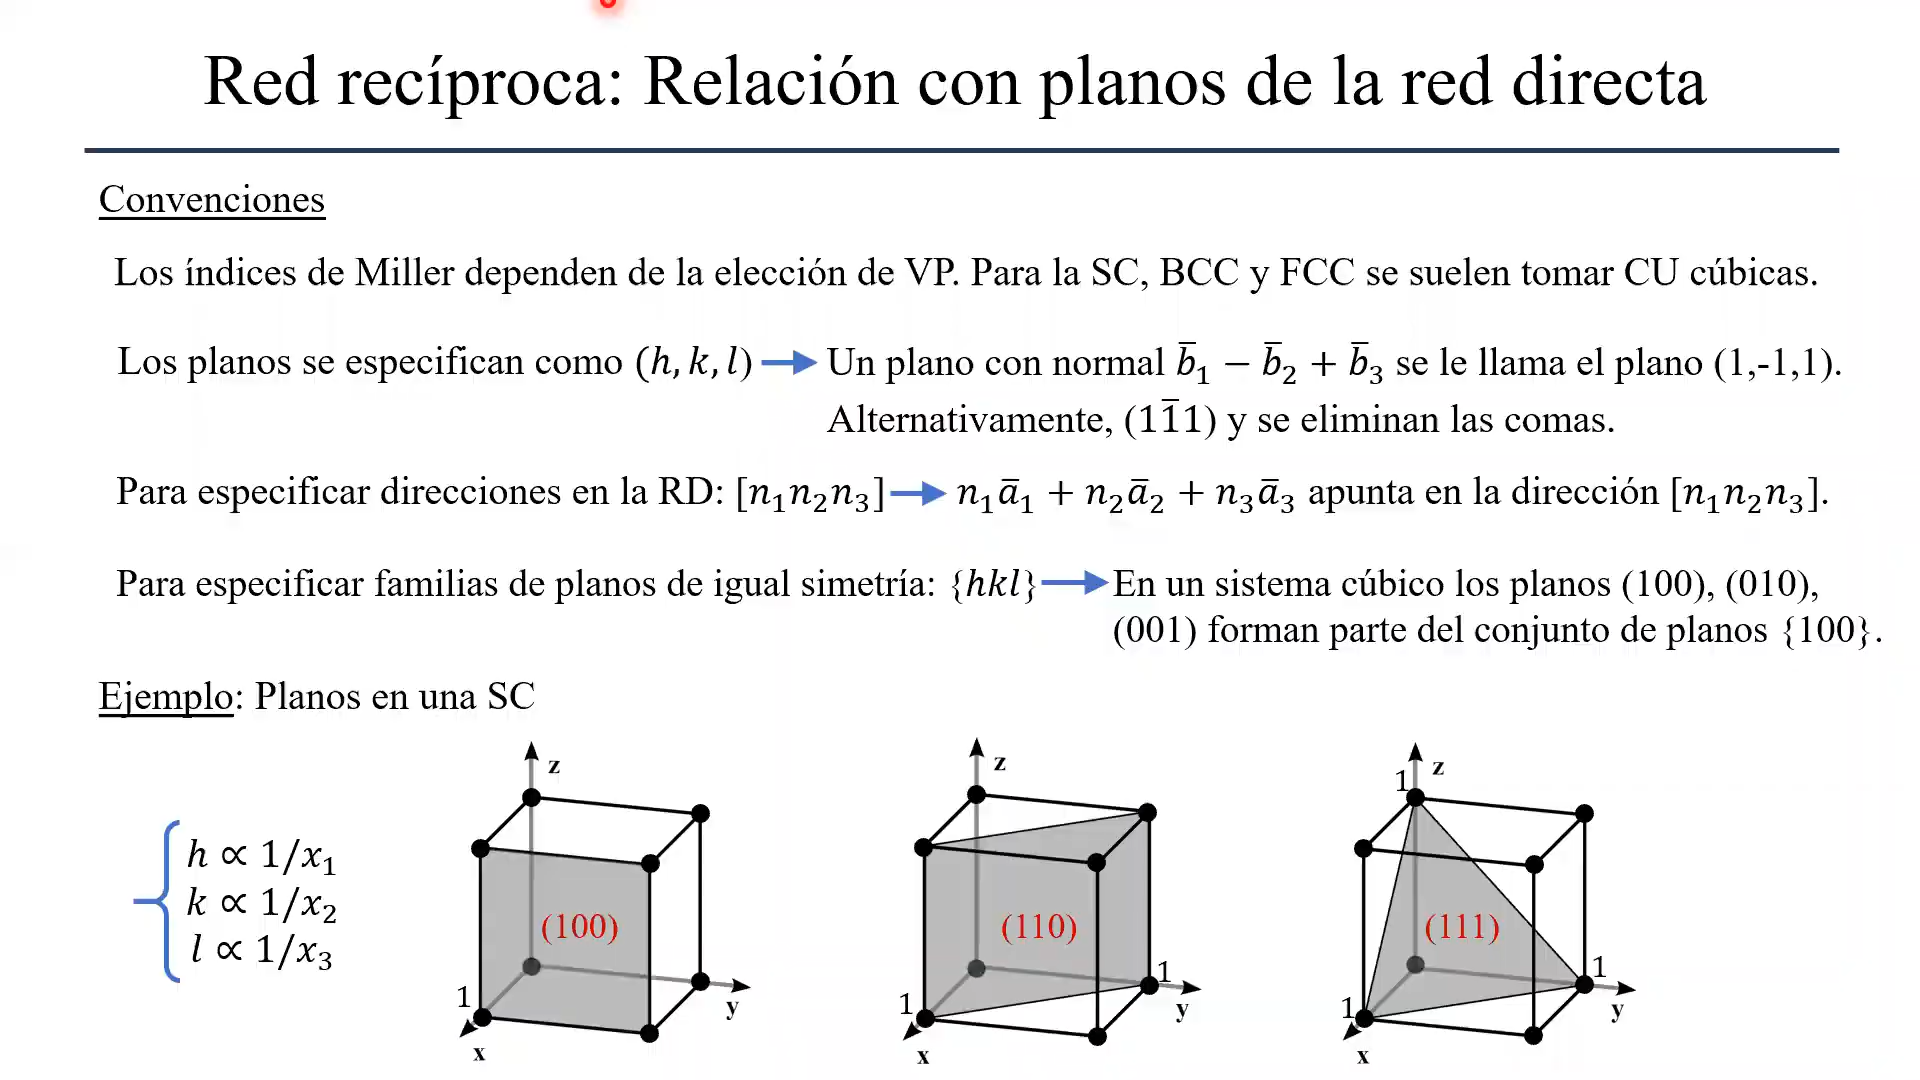 Red recíproca: Relación con planos de la red directa
Convenciones
Los índices de Miller dependen de la elección de VP. Para la SC, BCC y FCC se suelen tomar CU cúbicas.
Los planos se especifican como (h, k, l) → Un plano con normal b̄₁ − b̄₂ + b̄₃ se le llama el plano (1,-1,1).
Alternativamente, (11̄1) y se eliminan las comas.
Para especificar direcciones en la RD: [n₁n₂n₃] → n₁ā₁ + n₂ā₂ + n₃ā₃ apunta en la dirección [n₁n₂n₃].
Para especificar familias de planos de igual simetría: {hkl} → En un sistema cúbico los planos (100), (010),
(001) forman parte del conjunto de planos {100}.
Ejemplo: Planos en una SC
h ∝ 1/x₁
k ∝ 1/x₂
l ∝ 1/x₃
z
(100)
1
y
x
z
(110)
1
1
y
x
1
z
(111)
1
1
y
x